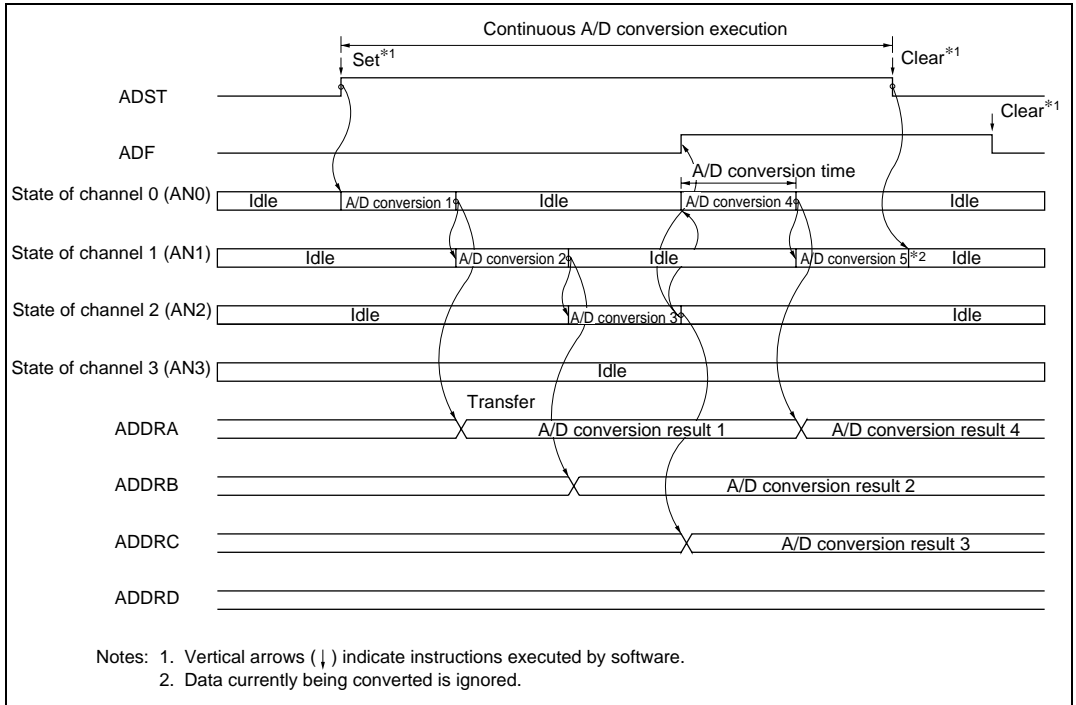 Continuous A/D conversion execution
Set*1 Clear*1
ADST
Clear*1
ADF
A/D conversion time
State of channel 0 (AN0) Idle A/D conversion 1 Idle A/D conversion 4 Idle
State of channel 1 (AN1) Idle A/D conversion 2 Idle A/D conversion 5 *2 Idle
State of channel 2 (AN2) Idle A/D conversion 3 Idle
State of channel 3 (AN3) Idle
Transfer
ADDRA A/D conversion result 1 A/D conversion result 4
ADDRB A/D conversion result 2
ADDRC A/D conversion result 3
ADDRD
Notes: 1. Vertical arrows (↓) indicate instructions executed by software.
2. Data currently being converted is ignored.